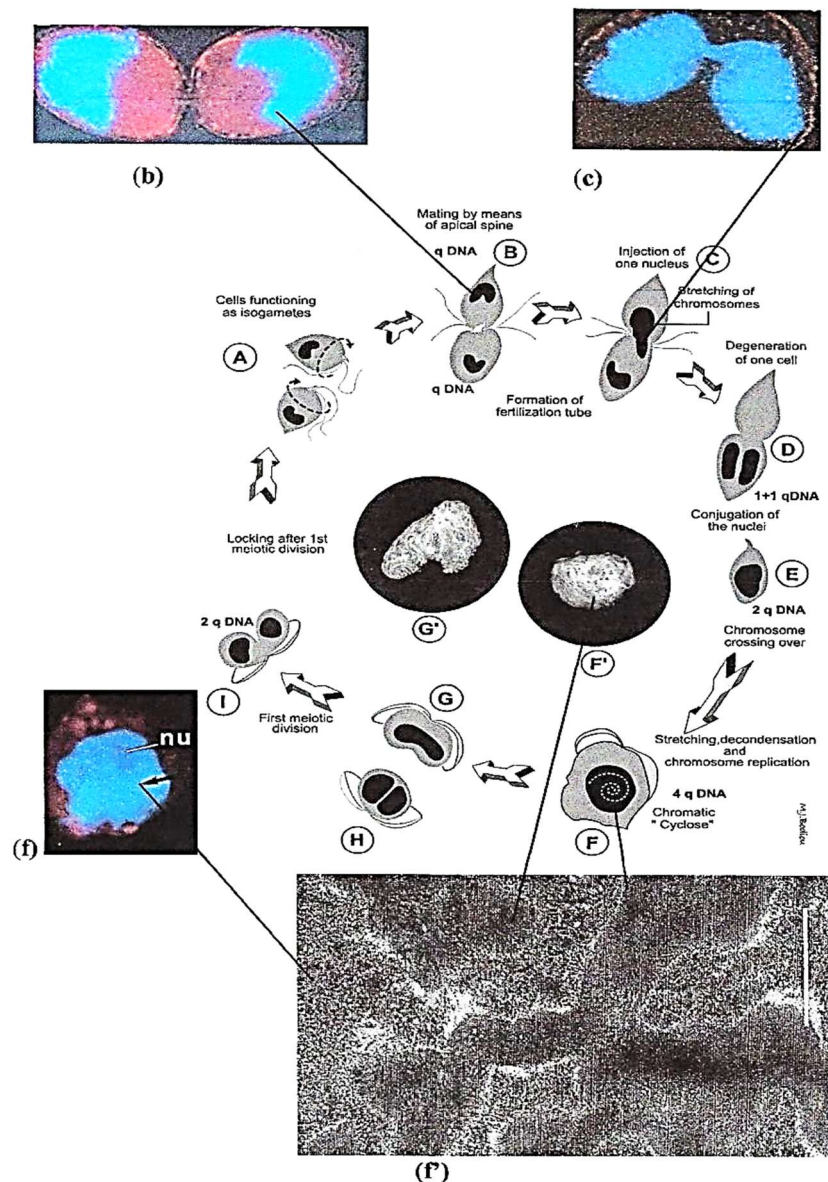 (b)
(c)
Mating by means
of apical spine
q DNA
B
Injection of
one nucleus
C
Stretching of
chromosomes
Cells functioning
as isogametes
A
q DNA
Formation of
fertilization tube
Degeneration
of one cell
D
1+1 qDNA
Conjugation of
the nuclei
Locking after 1st
meiotic division
G'
F'
E
2 q DNA
Chromosome
crossing over
2 q DNA
I
First meiotic
division
G
H
Stretching, decondensation
and
chromosome replication
4 q DNA
Chromatic
"Cyclose"
F
nu
(f)
(f')